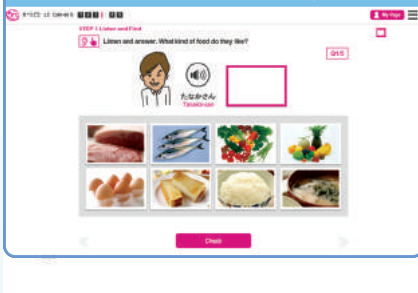 My Page
STEP 1 Listen and Find
Listen and answer. What kind of food do they like?
Q1/5
たなかさん
Tanaka-san
Check